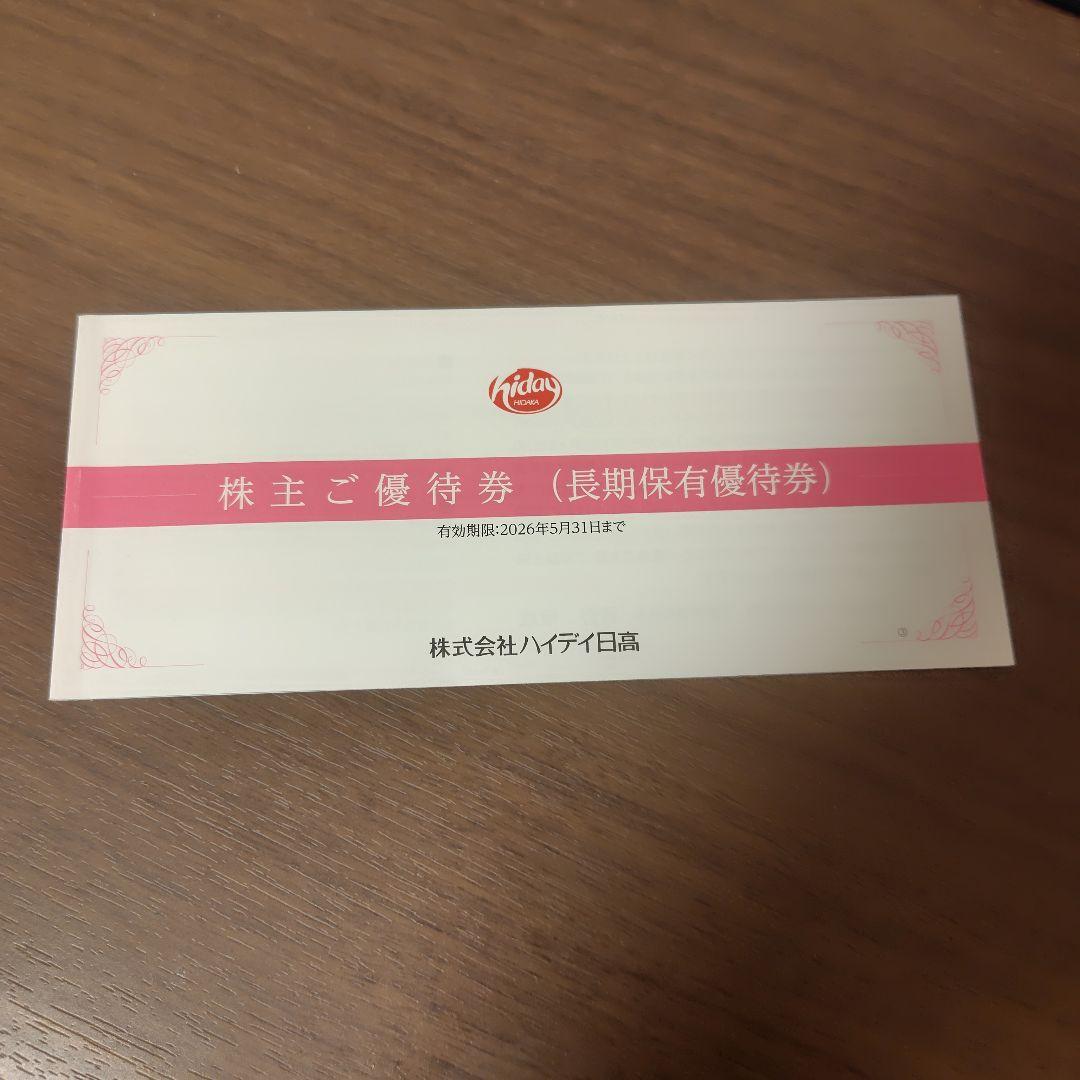 hiday
HIDAKA
株主ご優待券（長期保有優待券）
有効期限:2026年5月31日まで
株式会社ハイデイ日高
③